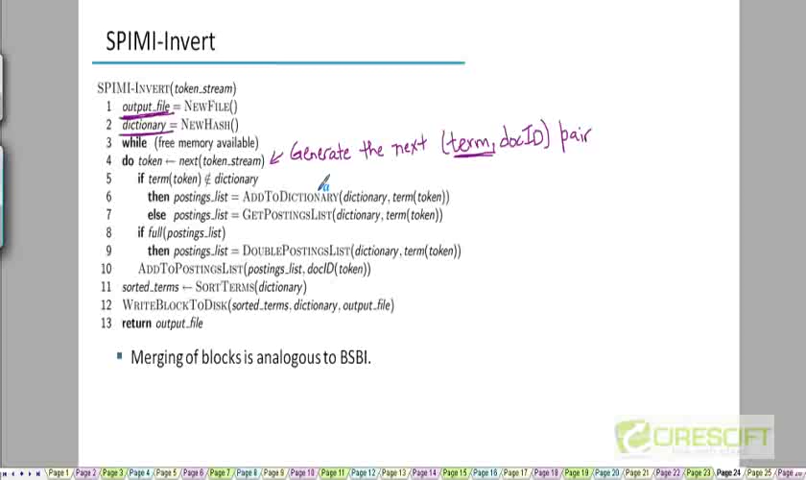 SPIMI-Invert
SPIMI-INVERT(token_stream)
1 output_file = NEWFILE()
2 dictionary = NEWHASH()
3 while (free memory available)
4 do token ← next(token_stream) Generate the next (term, docID) pair
5 if term(token) ∉ dictionary
6 then postings_list = ADDTODICTIONARY(dictionary, term(token))
7 else postings_list = GETPOSTINGSLIST(dictionary, term(token))
8 if full(postings_list)
9 then postings_list = DOUBLEPOSTINGSLIST(dictionary, term(token))
10 ADDTOPOSTINGSLIST(postings_list, docID(token))
11 sorted_terms ← SORTTERMS(dictionary)
12 WRITEBLOCKTODISK(sorted_terms, dictionary, output_file)
13 return output_file
▪ Merging of blocks is analogous to BSBI.
Page 1 Page 2 Page 3 Page 4 Page 5 Page 6 Page 7 Page 8 Page 9 Page 10 Page 11 Page 12 Page 13 Page 14 Page 15 Page 16 Page 17 Page 18 Page 19 Page 20 Page 21 Page 22 Page 23 Page 24 Page 25 Page